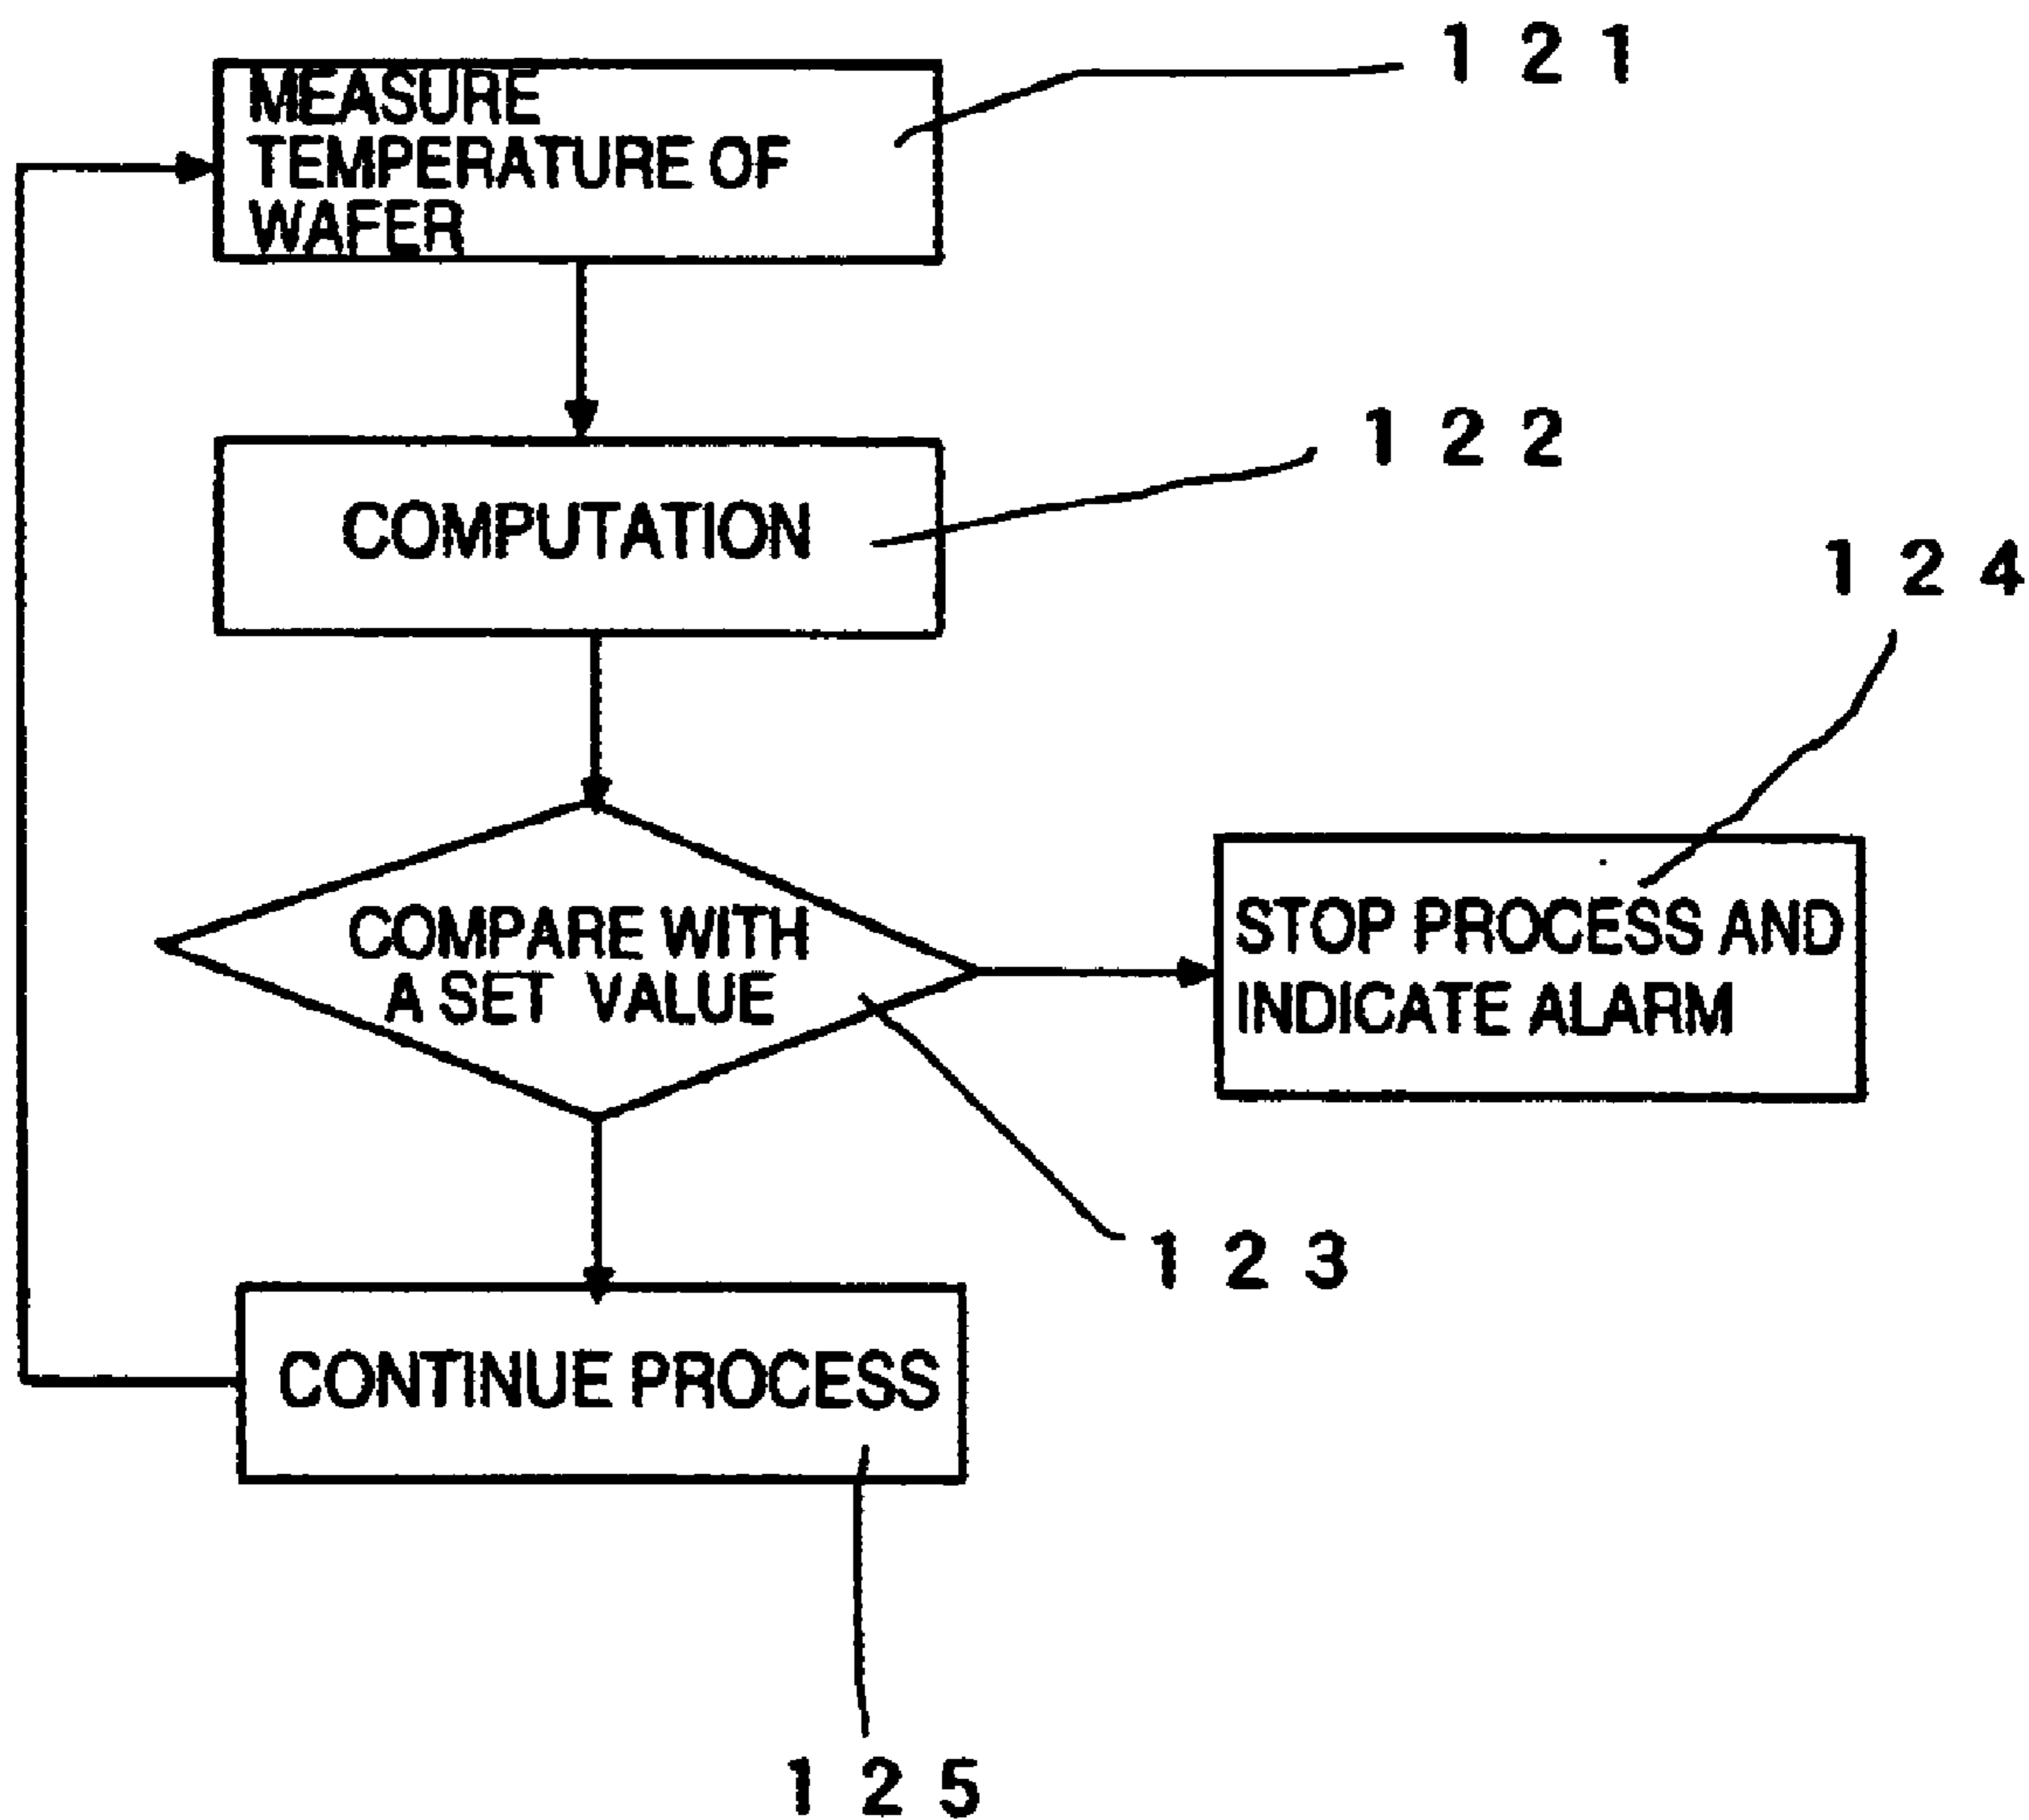 MEASURE
TEMPERATURE OF
WAFER
1 2 1
COMPUTATION
1 2 2
COMPARE WITH
A SET VALUE
1 2 3
STOP PROCESS AND
INDICATE ALARM
1 2 4
CONTINUE PROCESS
1 2 5